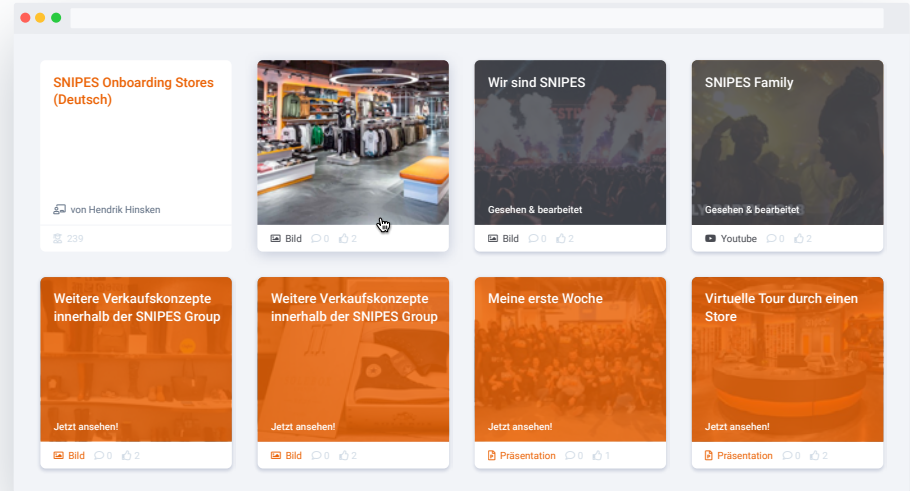 SNIPES Onboarding Stores
(Deutsch)
von Hendrik Hinsken
239
Bild 0 2
Wir sind SNIPES
Gesehen & bearbeitet
Bild 0 2
SNIPES Family
Gesehen & bearbeitet
Youtube 0 2
Weitere Verkaufskonzepte
innerhalb der SNIPES Group
Jetzt ansehen!
Bild 0 2
Weitere Verkaufskonzepte
innerhalb der SNIPES Group
Jetzt ansehen!
Bild 0 2
Meine erste Woche
Jetzt ansehen!
Präsentation 0 1
Virtuelle Tour durch einen
Store
Jetzt ansehen!
Präsentation 0 2